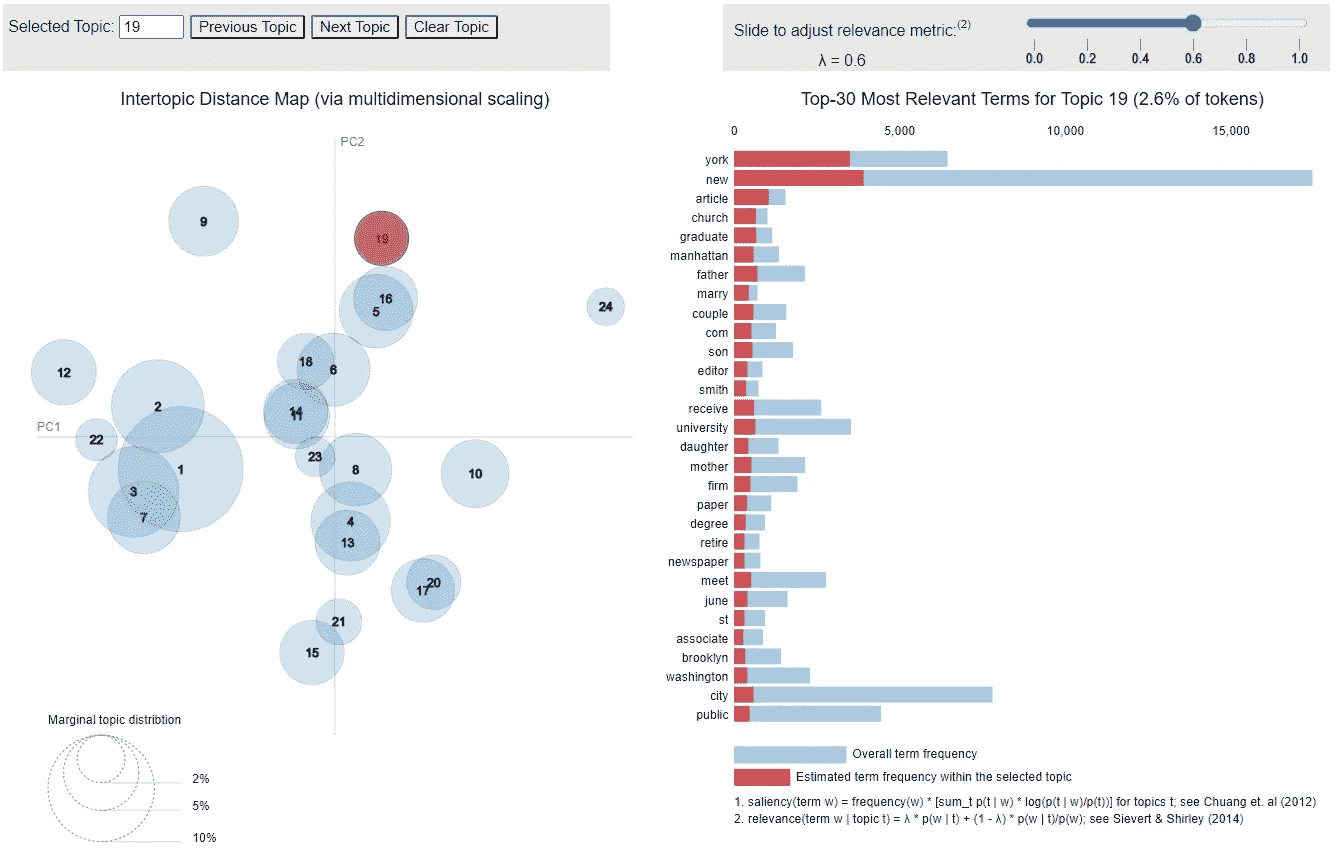 Selected Topic: 19 Previous Topic Next Topic Clear Topic
Slide to adjust relevance metric:(2)
λ = 0.6
0.0 0.2 0.4 0.6 0.8 1.0
Intertopic Distance Map (via multidimensional scaling)
PC2
PC1
9
19
16
5
24
18
6
12
2
14
11
22
23
1
8
10
3
7
4
13
20
17
21
15
Marginal topic distribtion
2%
5%
10%
Top-30 Most Relevant Terms for Topic 19 (2.6% of tokens)
0 5,000 10,000 15,000
york
new
article
church
graduate
manhattan
father
marry
couple
com
son
editor
smith
receive
university
daughter
mother
firm
paper
degree
retire
newspaper
meet
june
st
associate
brooklyn
washington
city
public
Overall term frequency
Estimated term frequency within the selected topic
1. saliency(term w) = frequency(w) * [sum_t p(t | w) * log(p(t | w)/p(t))] for topics t; see Chuang et. al (2012)
2. relevance(term w | topic t) = λ * p(w | t) + (1 - λ) * p(w | t)/p(w); see Sievert & Shirley (2014)